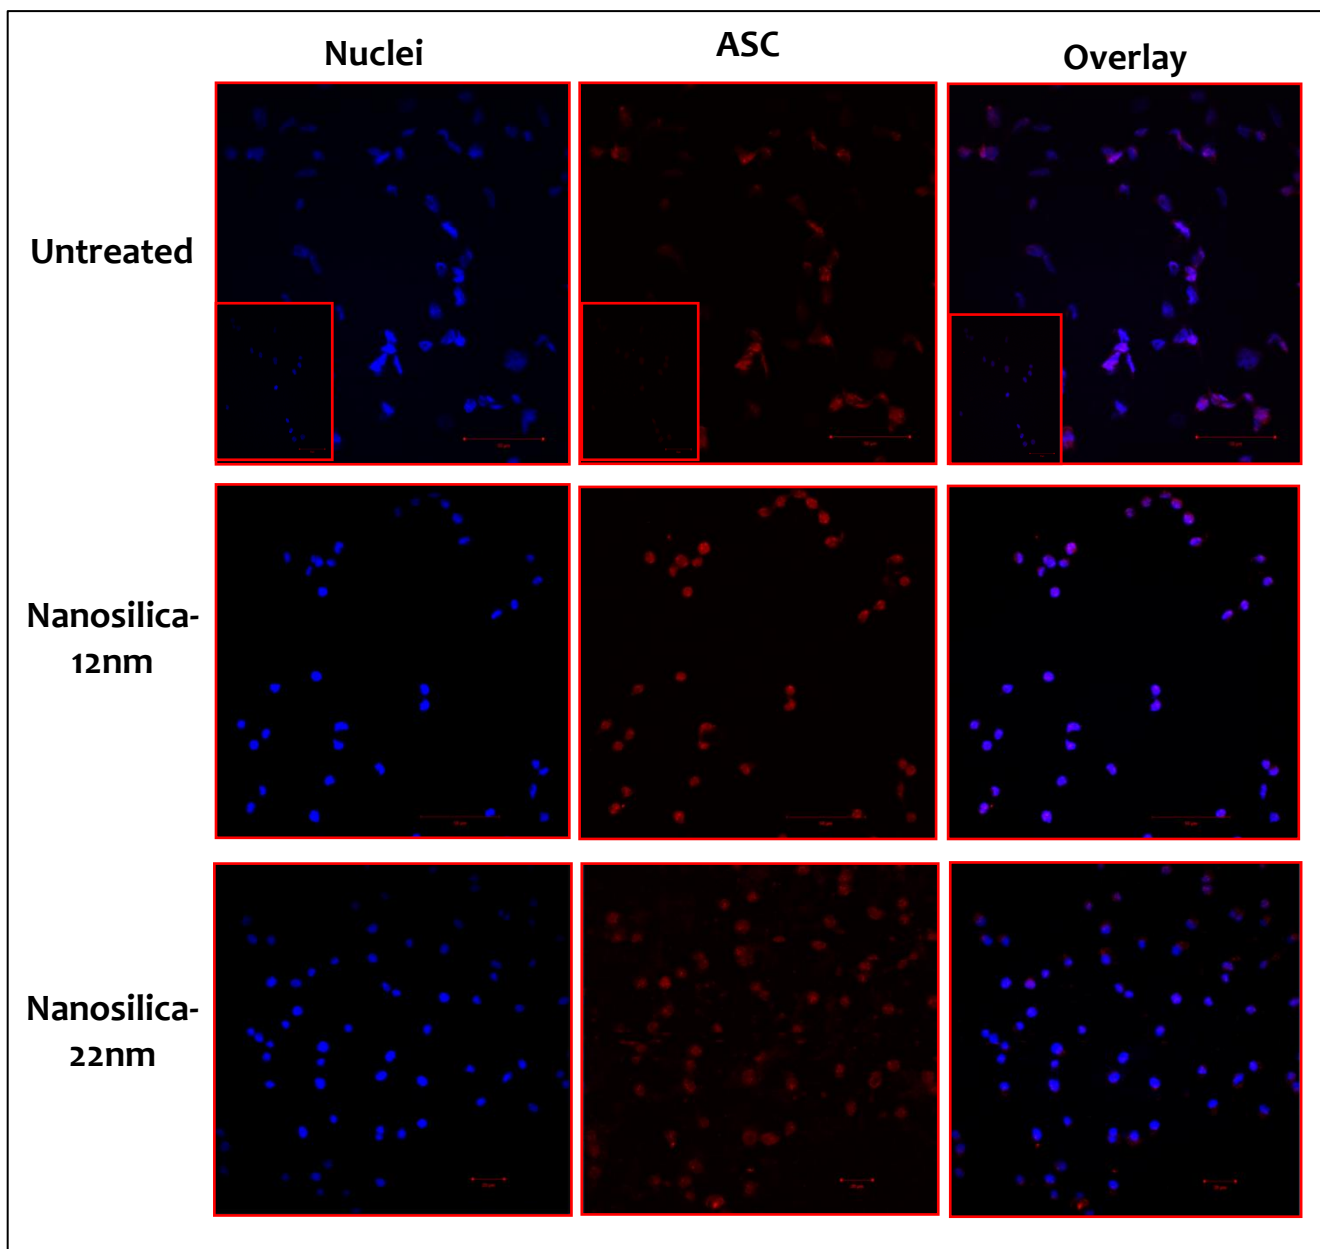 Nuclei
ASC
Overlay
Untreated
Nanosilica-
12nm
Nanosilica-
22nm